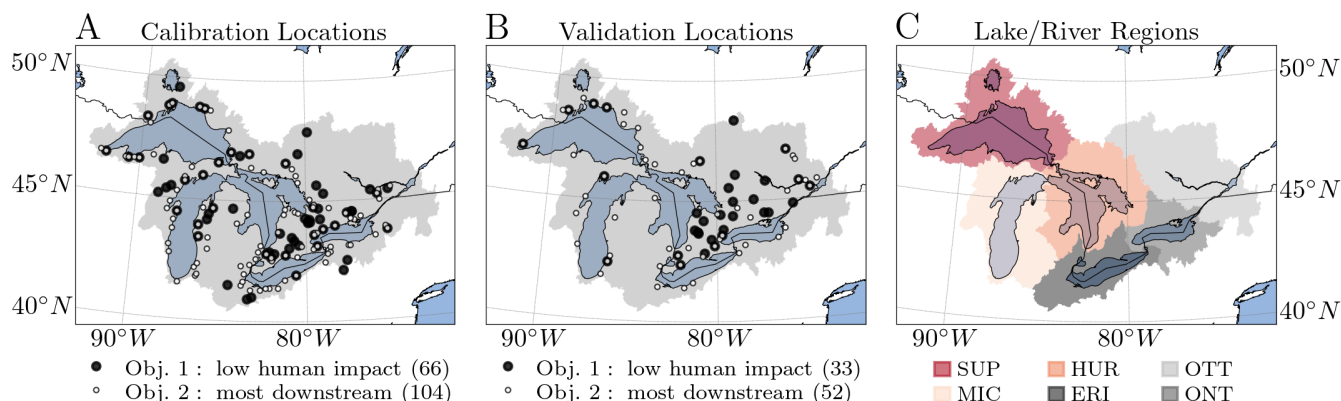 A Calibration Locations
B Validation Locations
C Lake/River Regions
50°N
45°N
40°N
50°N
45°N
40°N
90°W 80°W
90°W 80°W
90°W 80°W
Obj. 1 : low human impact (66)
Obj. 2 : most downstream (104)
Obj. 1 : low human impact (33)
Obj. 2 : most downstream (52)
SUP HUR OTT
MIC ERI ONT